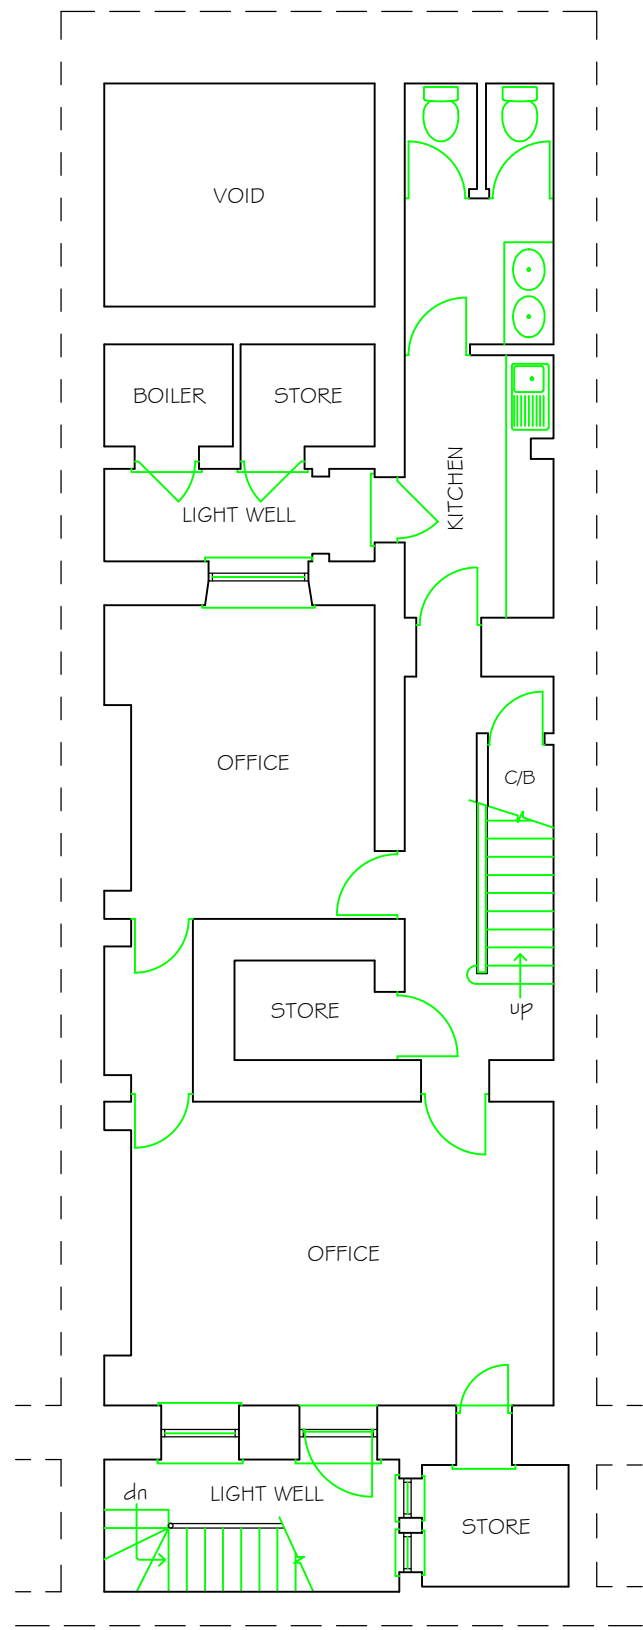 VOID
BOILER
STORE
KITCHEN
LIGHT WELL
OFFICE
C/B
STORE
up
OFFICE
dn
LIGHT WELL
STORE